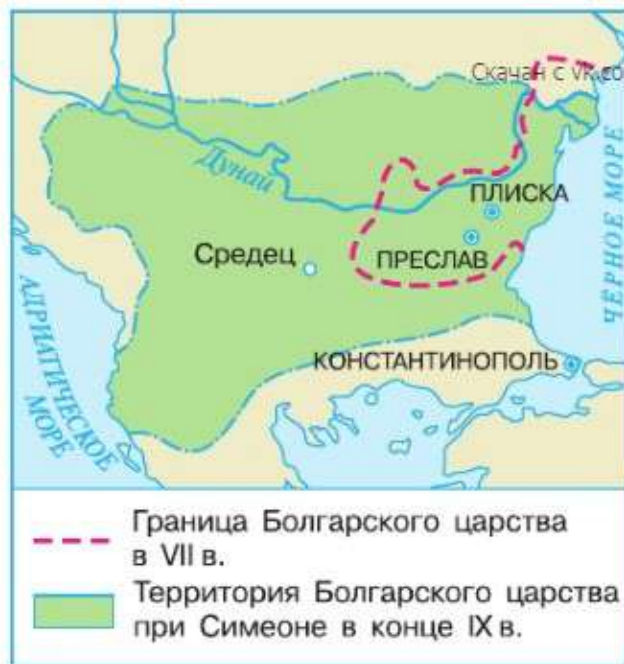 Скачан с vk.co
Дунай
ПЛИСКА
Средец
ПРЕСЛАВ
ЧЁРНОЕ МОРЕ
АДРИАТИЧЕСКОЕ
МОРЕ
КОНСТАНТИНОПОЛЬ
Граница Болгарского царства
в VII в.
Территория Болгарского царства
при Симеоне в конце IX в.